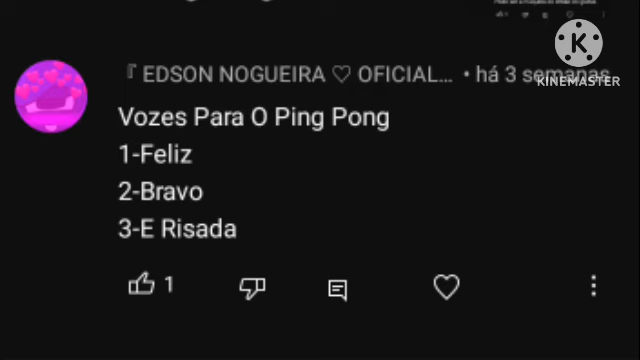 『 EDSON NOGUEIRA ♡ OFICIAL... • há 3 semanas
KINEMASTER
Vozes Para O Ping Pong
1-Feliz
2-Bravo
3-E Risada
1